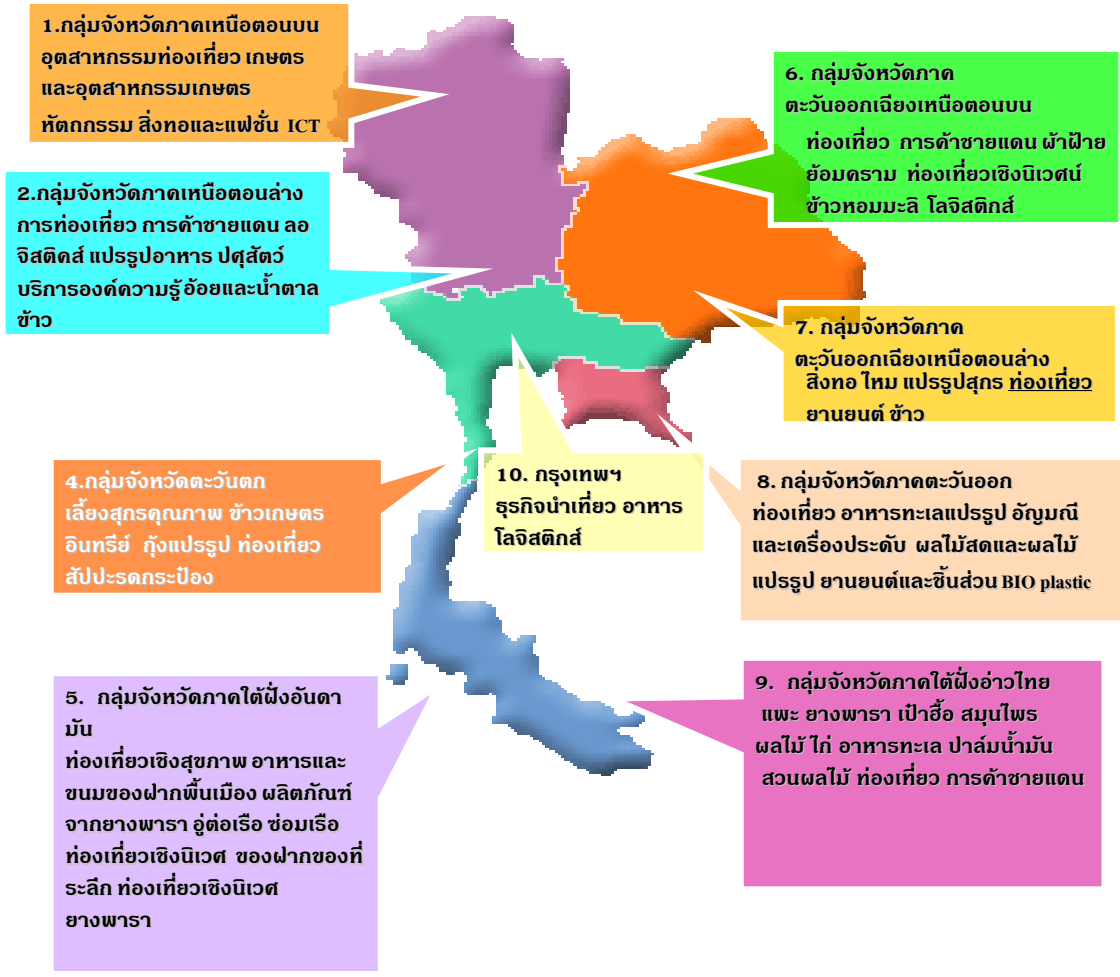 1.กลุ่มจังหวัดภาคเหนือตอนบน
อุตสาหกรรมท่องเที่ยว เกษตร
และอุตสาหกรรมเกษตร
หัตถกรรม สิ่งทอและแฟชั่น ICT
2.กลุ่มจังหวัดภาคเหนือตอนล่าง
การท่องเที่ยว การค้าชายแดน ลอ
จิสติคส์ แปรรูปอาหาร ปศุสัตว์
บริการองค์ความรู้ อ้อยและน้ำตาล
ข้าว
4.กลุ่มจังหวัดตะวันตก
เลี้ยงสุกรคุณภาพ ข้าวเกษตร
อินทรีย์ กุ้งแปรรูป ท่องเที่ยว
สัปปะรดกระป๋อง
5. กลุ่มจังหวัดภาคใต้ฝั่งอันดา
มัน
ท่องเที่ยวเชิงสุขภาพ อาหารและ
ขนมของฝากพื้นเมือง ผลิตภัณฑ์
จากยางพารา อู่ต่อเรือ ซ่อมเรือ
ท่องเที่ยวเชิงนิเวศ ของฝากของที่
ระลึก ท่องเที่ยวเชิงนิเวศ
ยางพารา
6. กลุ่มจังหวัดภาค
ตะวันออกเฉียงเหนือตอนบน
ท่องเที่ยว การค้าชายแดน ผ้าฝ้าย
ย้อมคราม ท่องเที่ยวเชิงนิเวศน์
ข้าวหอมมะลิ โลจิสติกส์
7. กลุ่มจังหวัดภาค
ตะวันออกเฉียงเหนือตอนล่าง
สิ่งทอ ไหม แปรรูปสุกร ท่องเที่ยว
ยานยนต์ ข้าว
8. กลุ่มจังหวัดภาคตะวันออก
ท่องเที่ยว อาหารทะเลแปรรูป อัญมณี
และเครื่องประดับ ผลไม้สดและผลไม้
แปรรูป ยานยนต์และชิ้นส่วน BIO plastic
9. กลุ่มจังหวัดภาคใต้ฝั่งอ่าวไทย
แพะ ยางพารา เป๋าฮื้อ สมุนไพร
ผลไม้ ไก่ อาหารทะเล ปาล์มน้ำมัน
สวนผลไม้ ท่องเที่ยว การค้าชายแดน
10. กรุงเทพฯ
ธุรกิจนำเที่ยว อาหาร
โลจิสติกส์